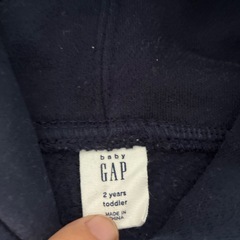 baby
GAP
2 years
toddler
MADE IN
CHINA